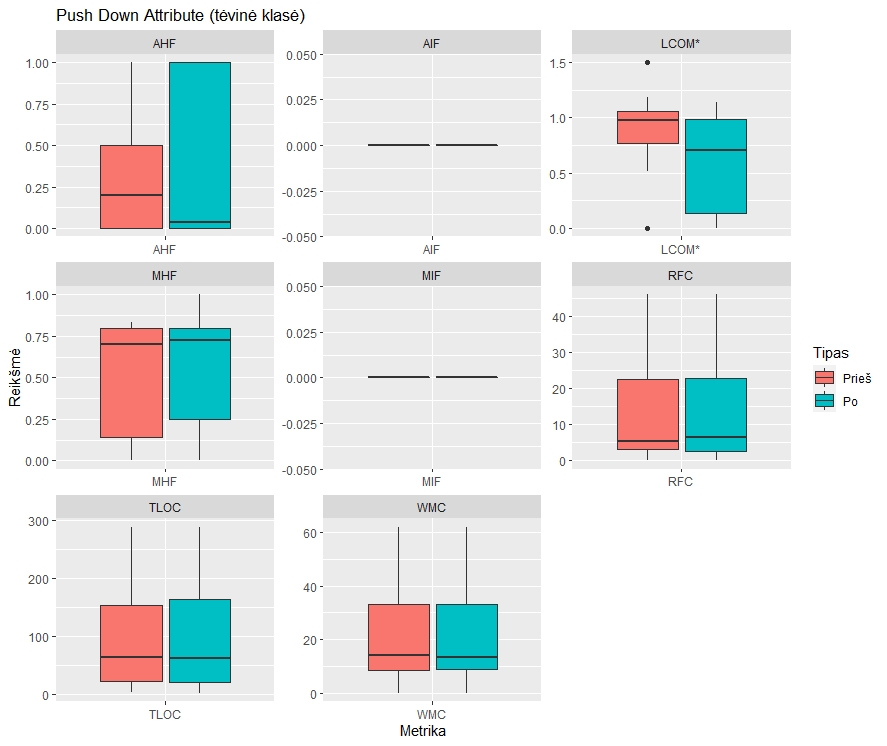 Push Down Attribute (tėvinė klasė)
AHF
AIF
LCOM*
1.00
0.75
0.50
0.25
0.00
0.050
0.025
0.000
-0.025
-0.050
1.5
1.0
0.5
0.0
AHF
AIF
LCOM*
MHF
MIF
RFC
1.00
0.75
0.50
0.25
0.00
0.050
0.025
0.000
-0.025
-0.050
40
30
20
10
0
MHF
MIF
RFC
TLOC
WMC
300
200
100
0
60
40
20
0
TLOC
WMC
Metrika
Reikšmė
Tipas
Prieš
Po